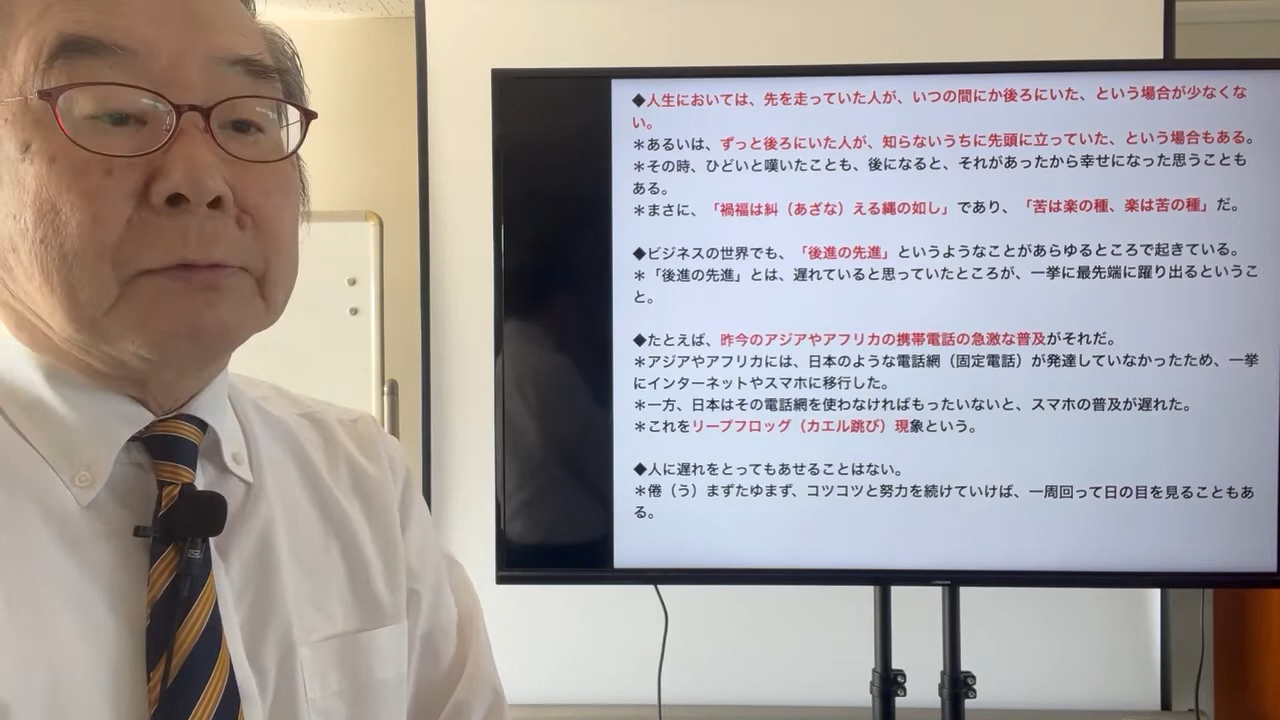 ◆人生においては、先を走っていた人が、いつの間にか後ろにいた、という場合が少なくな
い。
＊あるいは、ずっと後ろにいた人が、知らないうちに先頭に立っていた、という場合もある。
＊その時、ひどいと嘆いたことも、後になると、それがあったから幸せになった思うことも
ある。
＊まさに、「禍福は糾（あざな）える縄の如し」であり、「苦は楽の種、楽は苦の種」だ。
◆ビジネスの世界でも、「後進の先進」というようなことがあらゆるところで起きている。
＊「後進の先進」とは、遅れていると思っていたところが、一挙に最先端に躍り出るというこ
と。
◆たとえば、昨今のアジアやアフリカの携帯電話の急激な普及がそれだ。
＊アジアやアフリカには、日本のような電話網（固定電話）が発達していなかったため、一挙
にインターネットやスマホに移行した。
＊一方、日本はその電話網を使わなければもったいないと、スマホの普及が遅れた。
＊これをリープフロッグ（カエル跳び）現象という。
◆人に遅れをとってもあせることはない。
＊倦（う）まずたゆまず、コツコツと努力を続けていけば、一周回って日の目を見ることもあ
る。